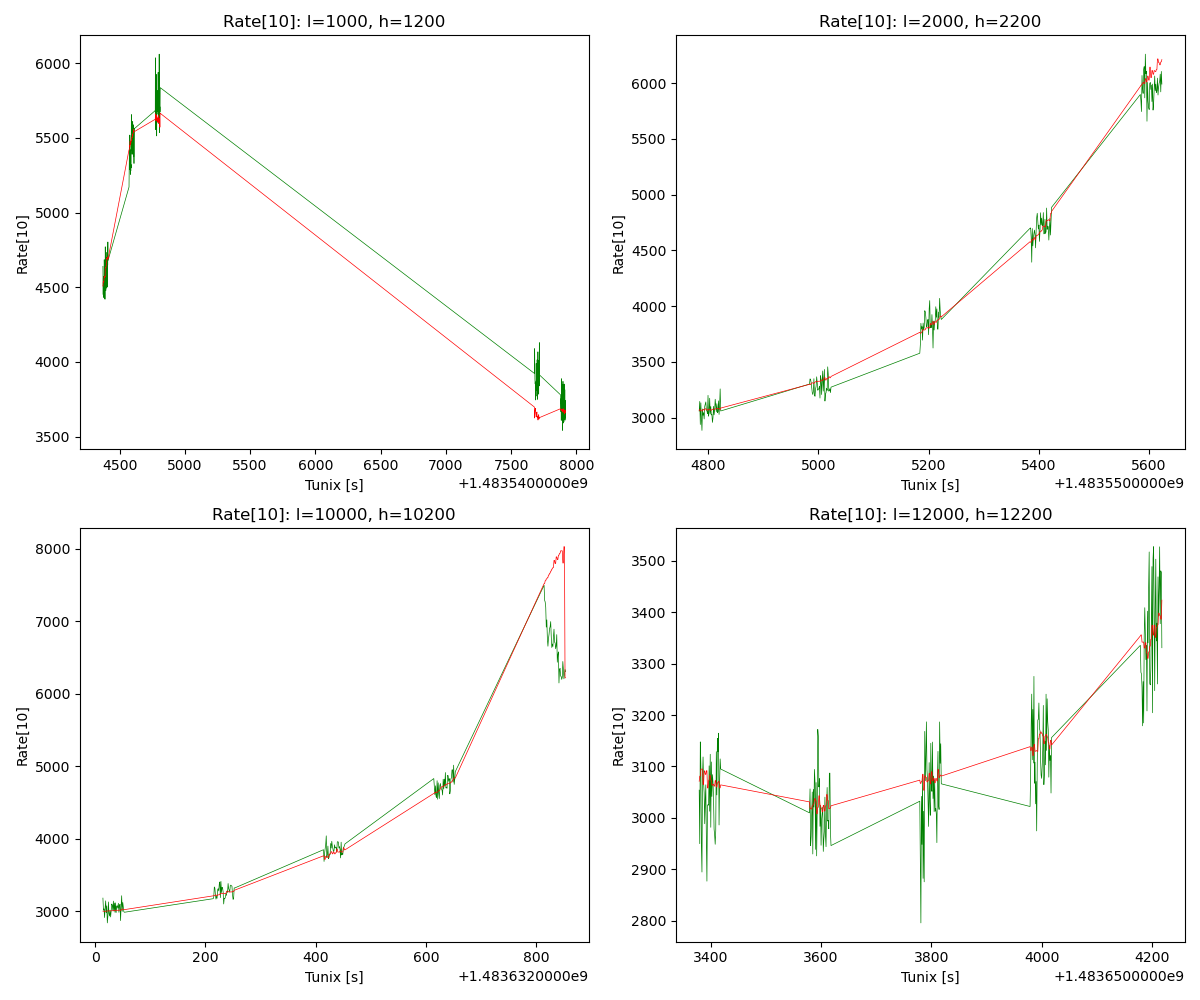 Rate[10]: l=1000, h=1200
6000
5500
5000
4500
4000
3500
Rate[10]
4500 5000 5500 6000 6500 7000 7500 8000
Tunix [s]
+1.4835400000e9
Rate[10]: l=2000, h=2200
6000
5500
5000
4500
4000
3500
3000
Rate[10]
4800 5000 5200 5400 5600
Tunix [s]
+1.4835500000e9
Rate[10]: l=10000, h=10200
8000
7000
6000
5000
4000
3000
Rate[10]
0 200 400 600 800
Tunix [s]
+1.4836320000e9
Rate[10]: l=12000, h=12200
3500
3400
3300
3200
3100
3000
2900
2800
Rate[10]
3400 3600 3800 4000 4200
Tunix [s]
+1.4836500000e9